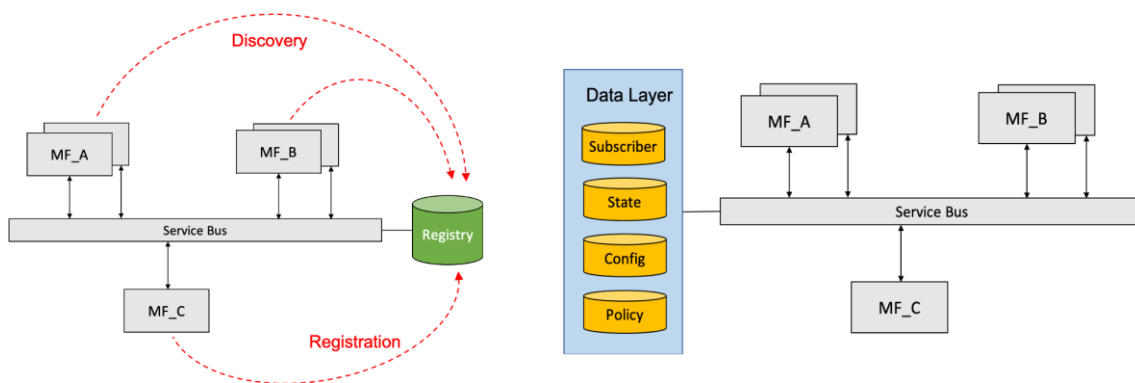 Discovery
MF_A
MF_B
Service Bus
Registry
MF_C
Registration
Data Layer
Subscriber
State
Config
Policy
MF_A
MF_B
Service Bus
MF_C